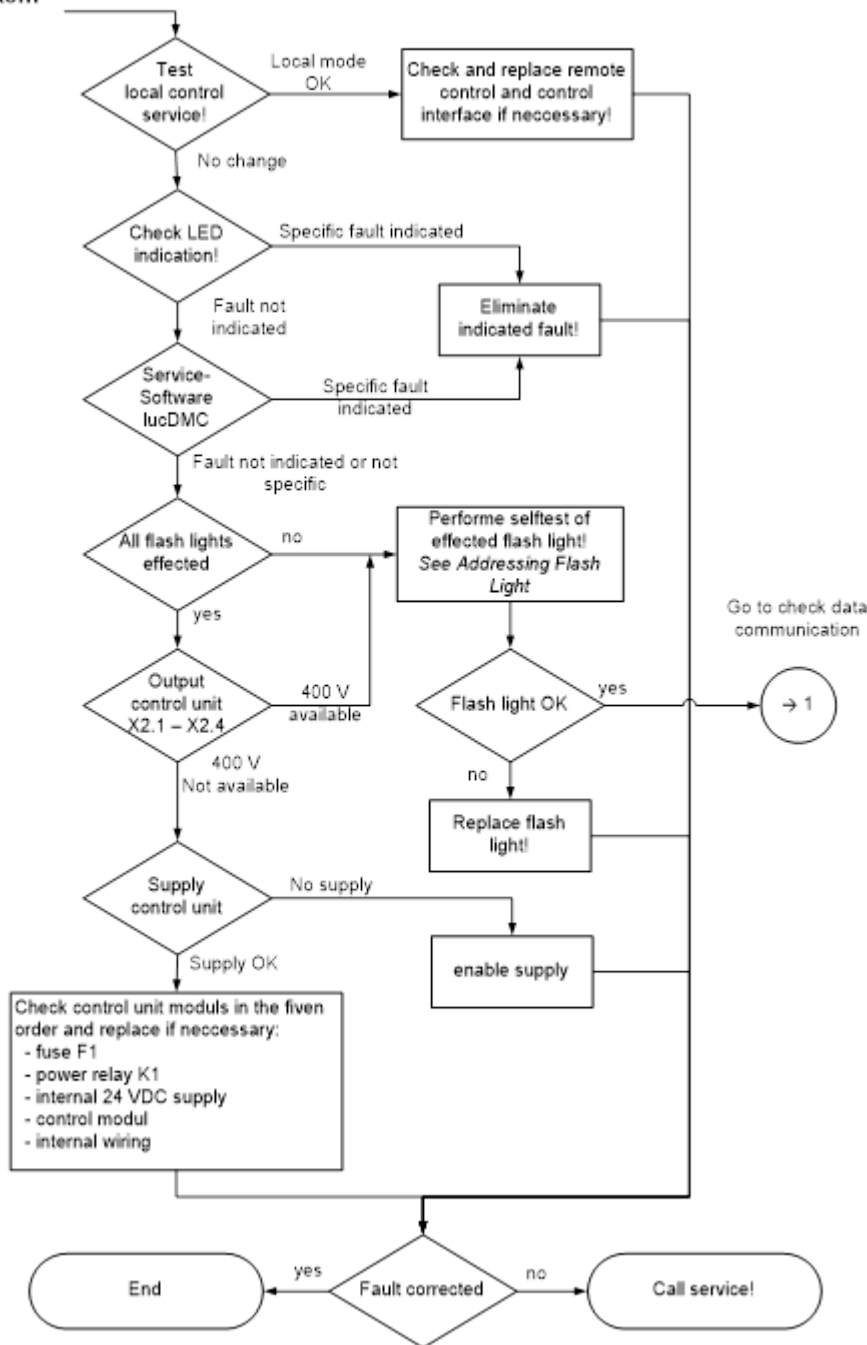 Test
local control
service!
Local mode
OK
Check and replace remote
control and control
interface if neccessary!
No change
Check LED
indication!
Specific fault indicated
Eliminate
indicated fault!
Fault not
indicated
Service-
Software
lucDMC
Specific fault
indicated
Fault not indicated or not
specific
All flash lights
effected
no
Performe selftest of
effected flash light!
See Addressing Flash
Light
yes
Go to check data
communication
Output
control unit
X2.1 – X2.4
400 V
available
Flash light OK
yes
→ 1
400 V
Not available
no
Replace flash
light!
Supply
control unit
No supply
enable supply
Supply OK
Check control unit moduls in the fiven
order and replace if neccessary:
- fuse F1
- power relay K1
- internal 24 VDC supply
- control modul
- internal wiring
End
yes
Fault corrected
no
Call service!